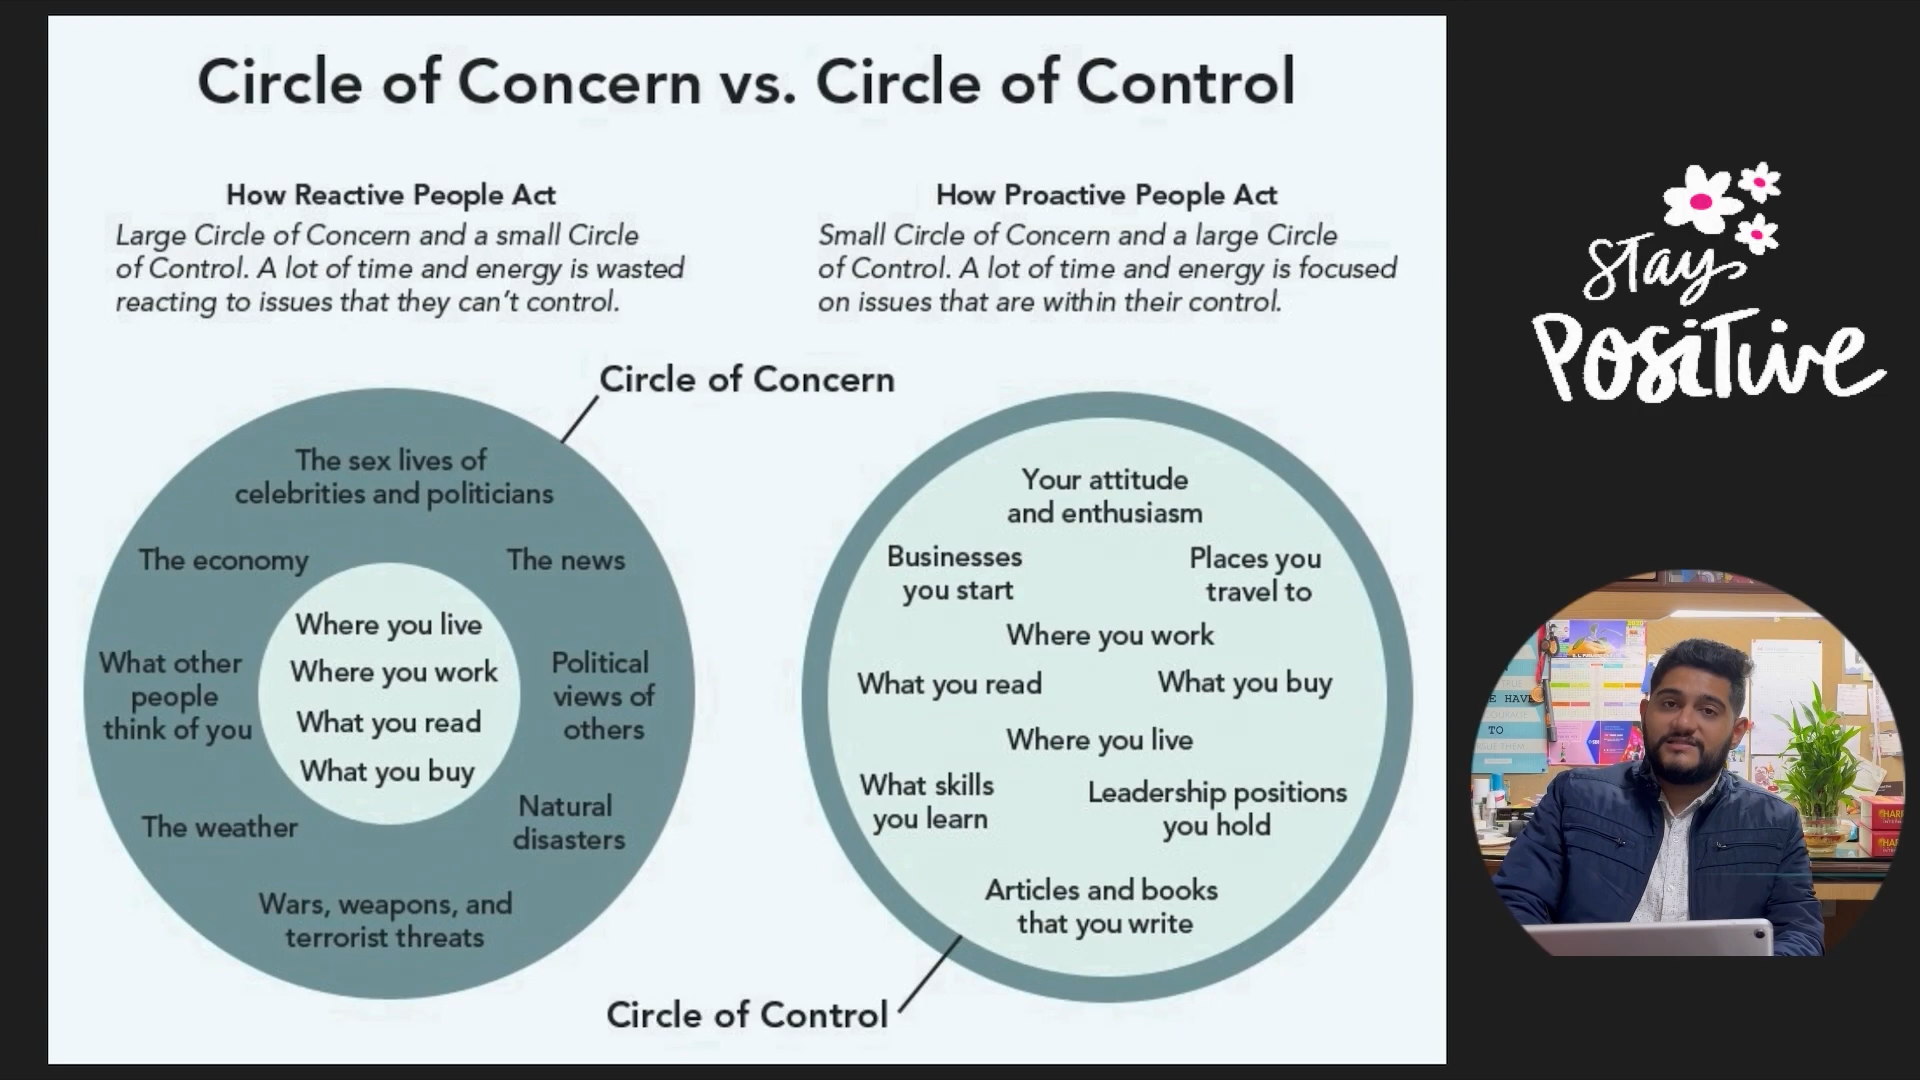 Circle of Concern vs. Circle of Control
How Reactive People Act
Large Circle of Concern and a small Circle
of Control. A lot of time and energy is wasted
reacting to issues that they can’t control.
How Proactive People Act
Small Circle of Concern and a large Circle
of Control. A lot of time and energy is focused
on issues that are within their control.
Circle of Concern
The sex lives of
celebrities and politicians
The economy
The news
What other
people
think of you
Where you live
Where you work
What you read
What you buy
Political
views of
others
The weather
Natural
disasters
Wars, weapons, and
terrorist threats
Your attitude
and enthusiasm
Businesses
you start
Places you
travel to
Where you work
What you read
What you buy
Where you live
What skills
you learn
Leadership positions
you hold
Articles and books
that you write
Circle of Control
Stay
Positive
HAVE
TO